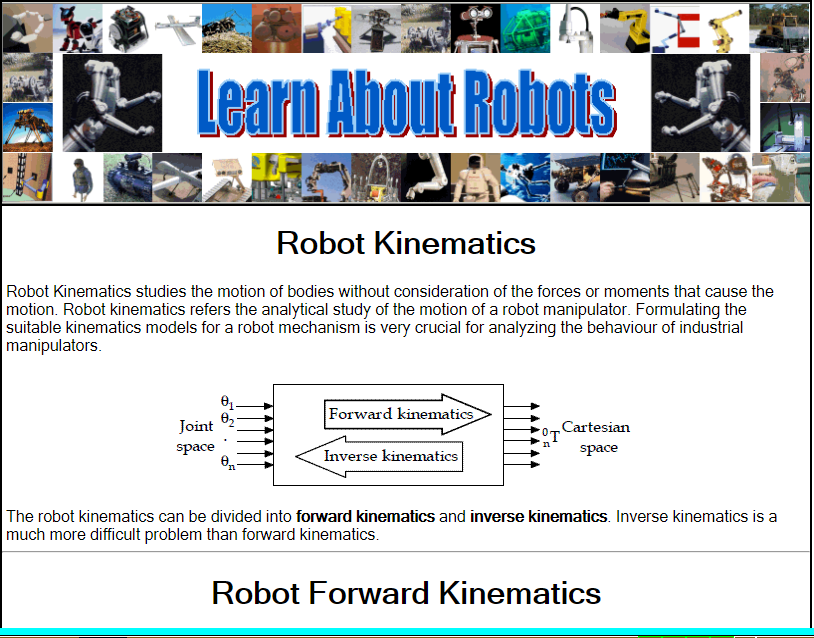 Learn About Robots
Robot Kinematics
Robot Kinematics studies the motion of bodies without consideration of the forces or moments that cause the
motion. Robot kinematics refers the analytical study of the motion of a robot manipulator. Formulating the
suitable kinematics models for a robot mechanism is very crucial for analyzing the behaviour of industrial
manipulators.
Joint
space
θ1
θ2
.
θn
Forward kinematics
Inverse kinematics
0nT
Cartesian
space
The robot kinematics can be divided into forward kinematics and inverse kinematics. Inverse kinematics is a
much more difficult problem than forward kinematics.
Robot Forward Kinematics